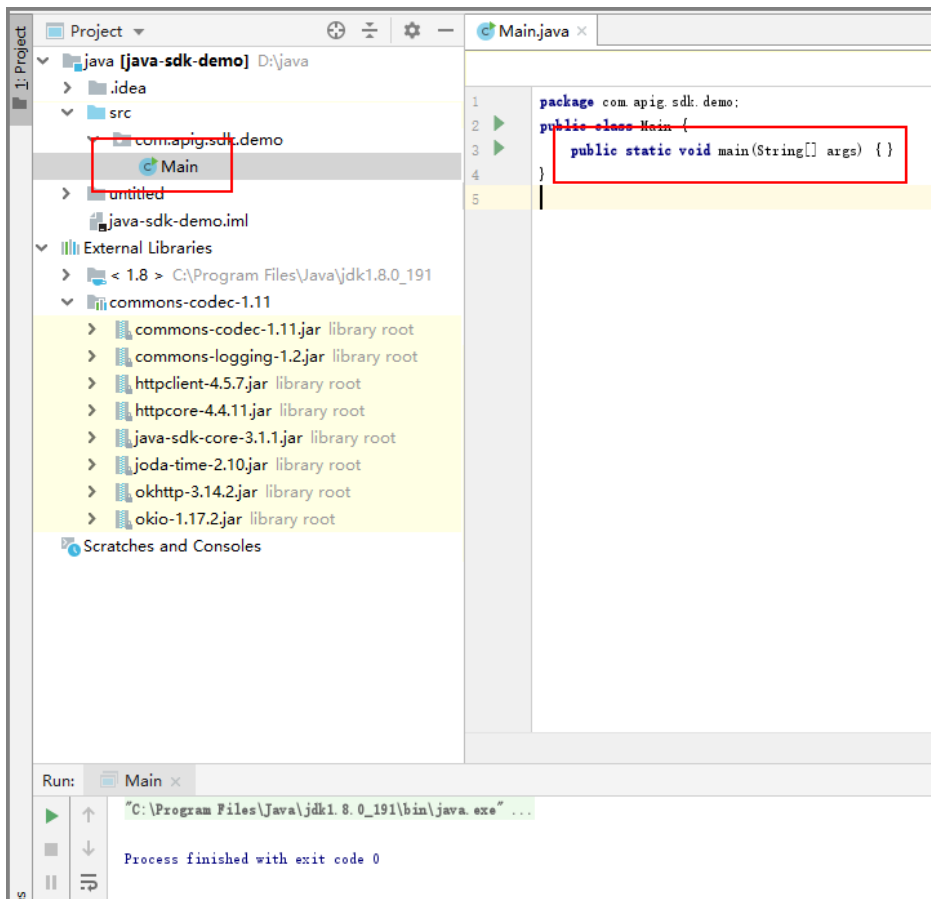 1: Project
Project
java [java-sdk-demo] D:\java
.idea
src
com.apig.sdk.demo
Main
untitled
java-sdk-demo.iml
External Libraries
< 1.8 > C:\Program Files\Java\jdk1.8.0_191
commons-codec-1.11
commons-codec-1.11.jar library root
commons-logging-1.2.jar library root
httpclient-4.5.7.jar library root
httpcore-4.4.11.jar library root
java-sdk-core-3.1.1.jar library root
joda-time-2.10.jar library root
okhttp-3.14.2.jar library root
okio-1.17.2.jar library root
Scratches and Consoles
Main.java
1 package com.apig.sdk.demo;
2 public class Main {
3 public static void main(String[] args) { }
4 }
5
Run: Main
"C:\Program Files\Java\jdk1.8.0_191\bin\java.exe" ...
Process finished with exit code 0